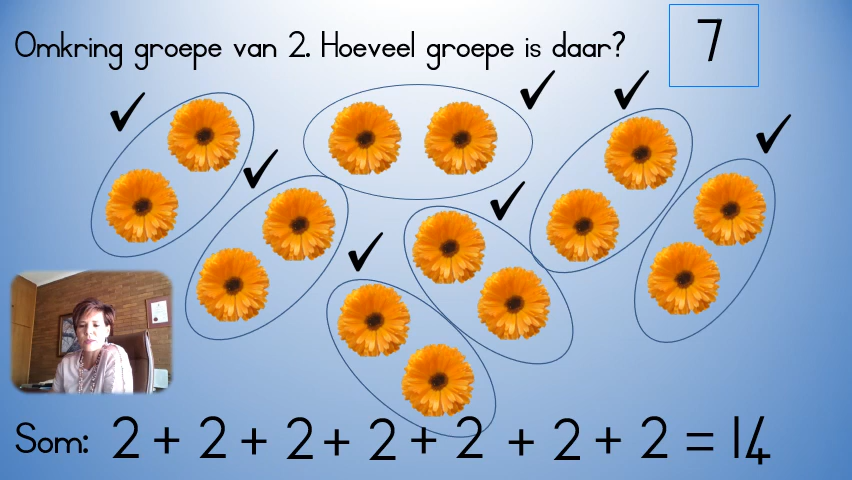 Omkring groepe van 2. Hoeveel groepe is daar?
7
Som: 2 + 2 + 2 + 2 + 2 + 2 + 2 = 14